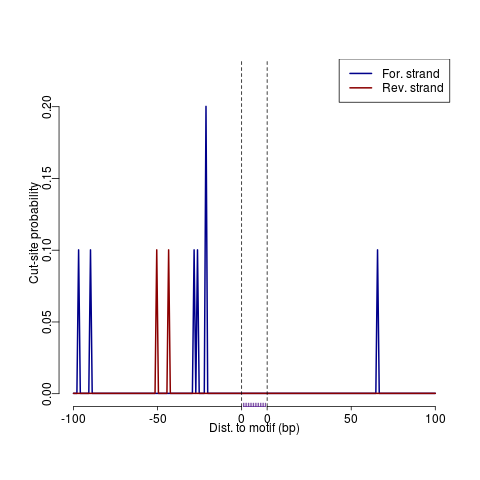 For. strand
Rev. strand
Cut-site probability
0.20
0.15
0.10
0.05
0.00
-100 -50 0 0 50 100
Dist. to motif (bp)